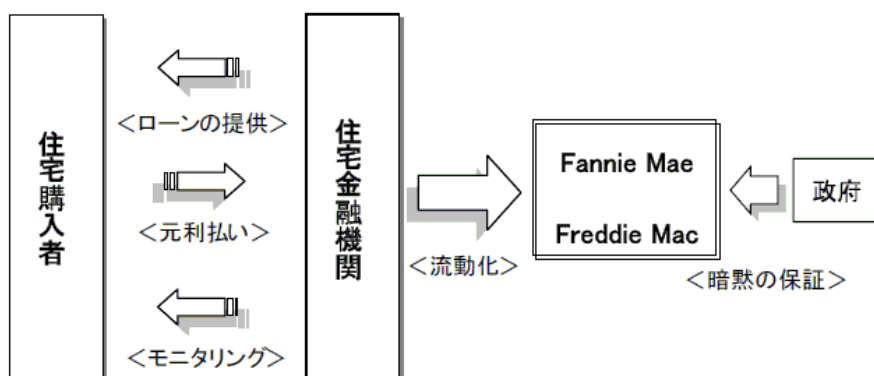 住宅購入者
＜ローンの提供＞
＜元利払い＞
＜モニタリング＞
住宅金融機関
＜流動化＞
Fannie Mae
Freddie Mac
政府
＜暗黙の保証＞